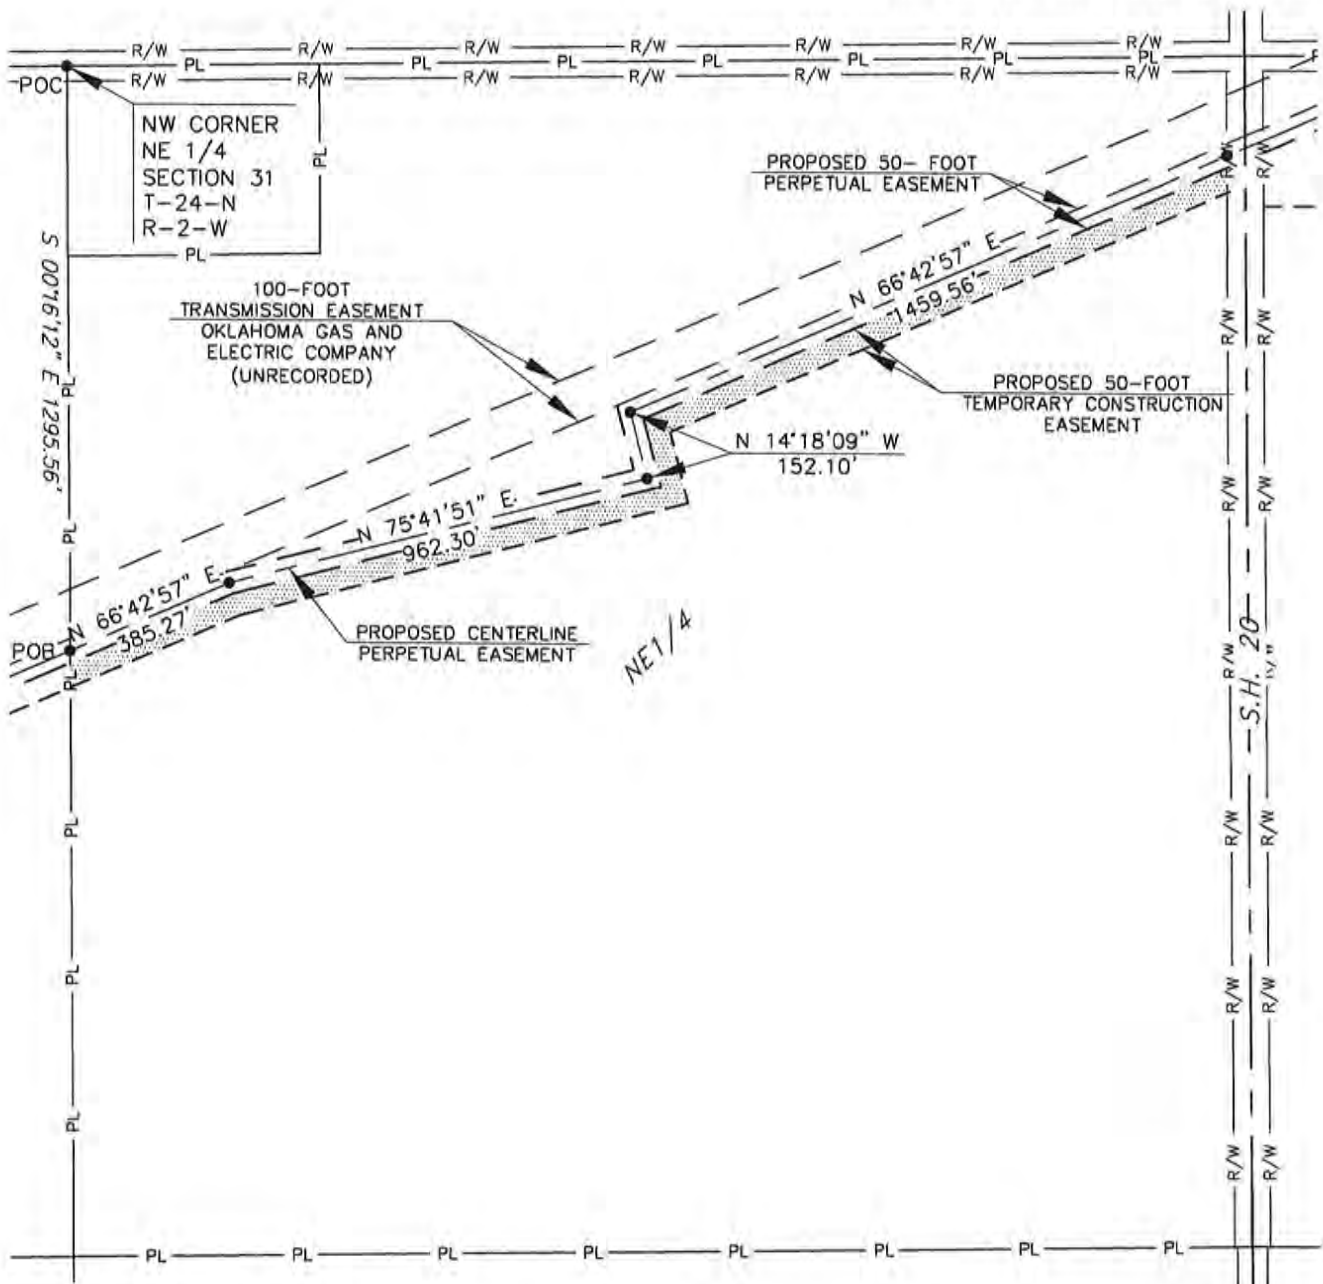 R/W R/W R/W R/W R/W R/W R/W
PL PL PL PL PL PL PL PL
POC R/W R/W R/W R/W R/W R/W R/W
NW CORNER
NE 1/4
SECTION 31
T-24-N
R-2-W
PL
PL
PROPOSED 50- FOOT
PERPETUAL EASEMENT
R/W R/W
S 00°16'12" E 1295.56'
100-FOOT
TRANSMISSION EASEMENT
OKLAHOMA GAS AND
ELECTRIC COMPANY
(UNRECORDED)
N 66°42'57" E
1459.56'
R/W R/W
PL
PROPOSED 50-FOOT
TEMPORARY CONSTRUCTION
EASEMENT
N 14°18'09" W
152.10'
N 75°41'51" E
962.30'
R/W R/W
PL
N 66°42'57" E
385.27'
POB
PL
PROPOSED CENTERLINE
PERPETUAL EASEMENT
NE1/4
R/W
S.H. 20
PL
R/W R/W
PL
R/W R/W
PL
R/W R/W
PL PL PL PL PL PL PL PL